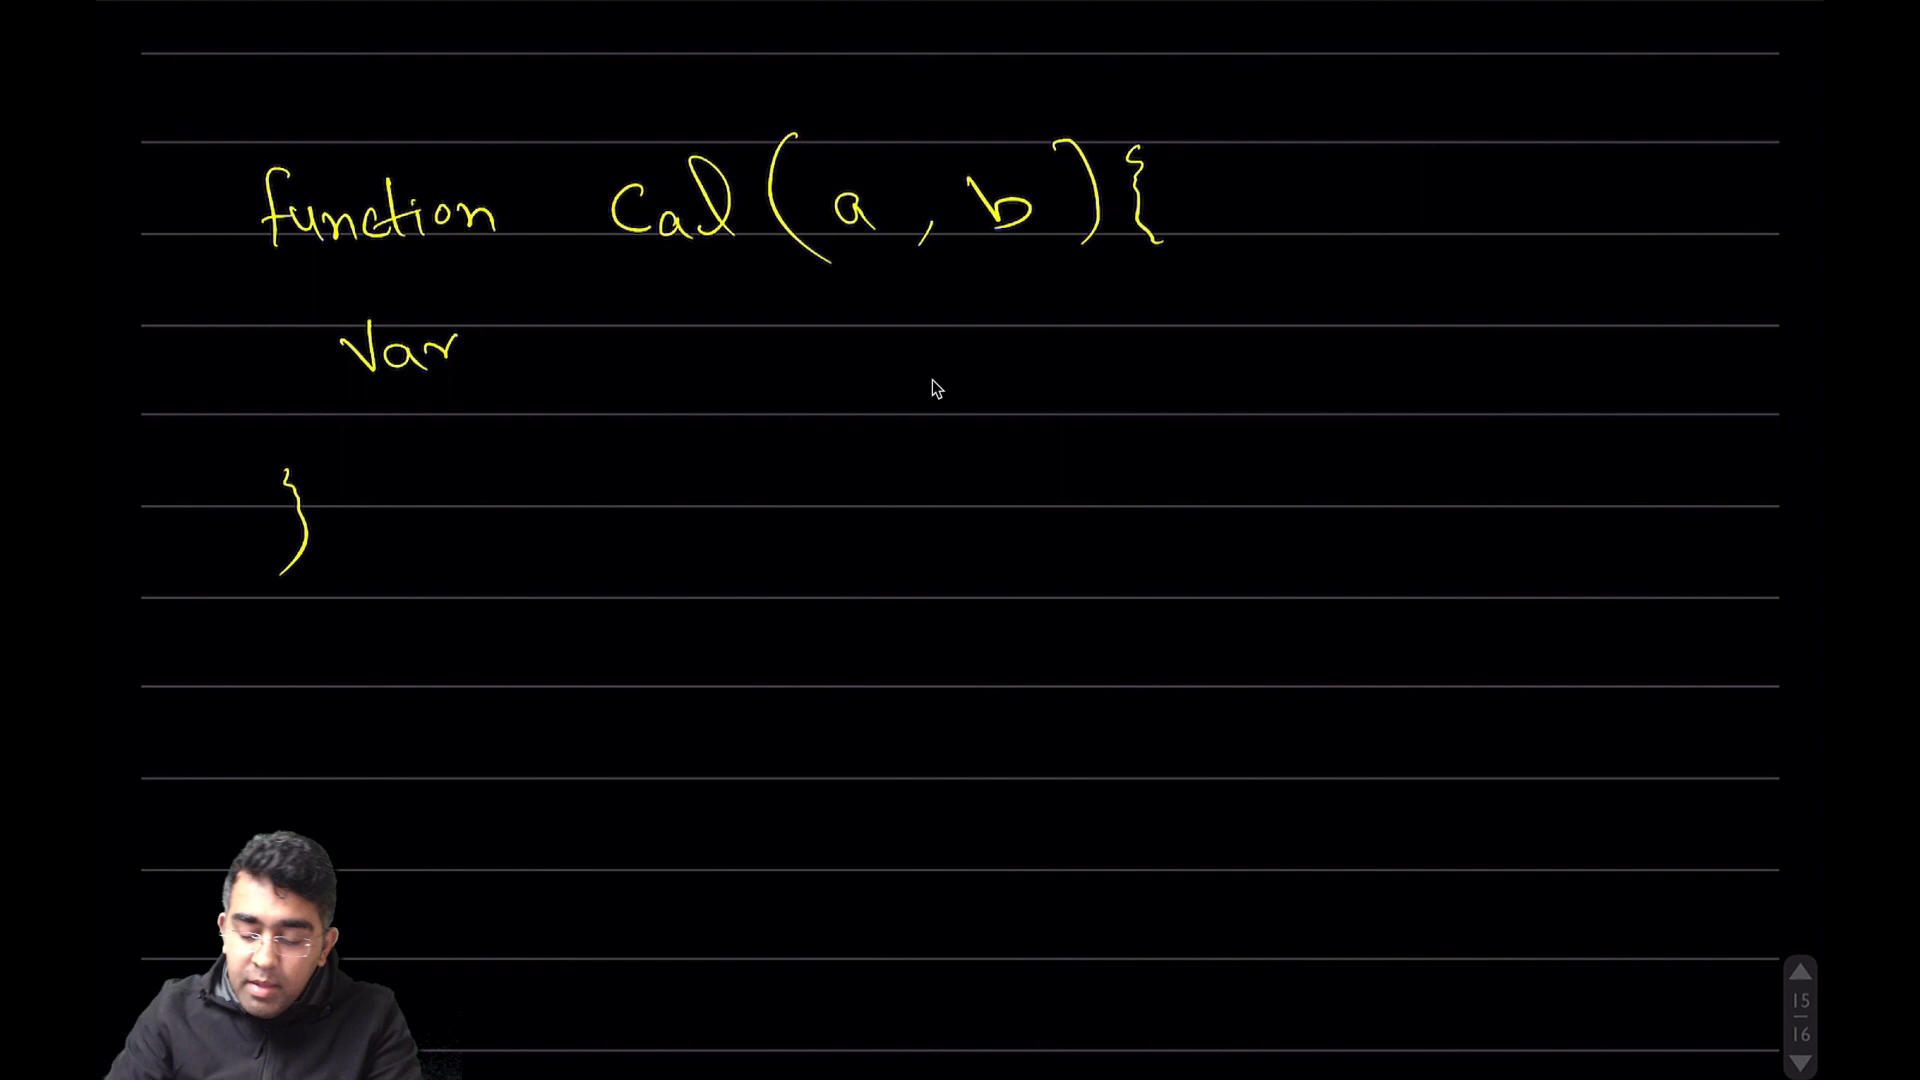 function Cal(a, b){
Var
}
15
16